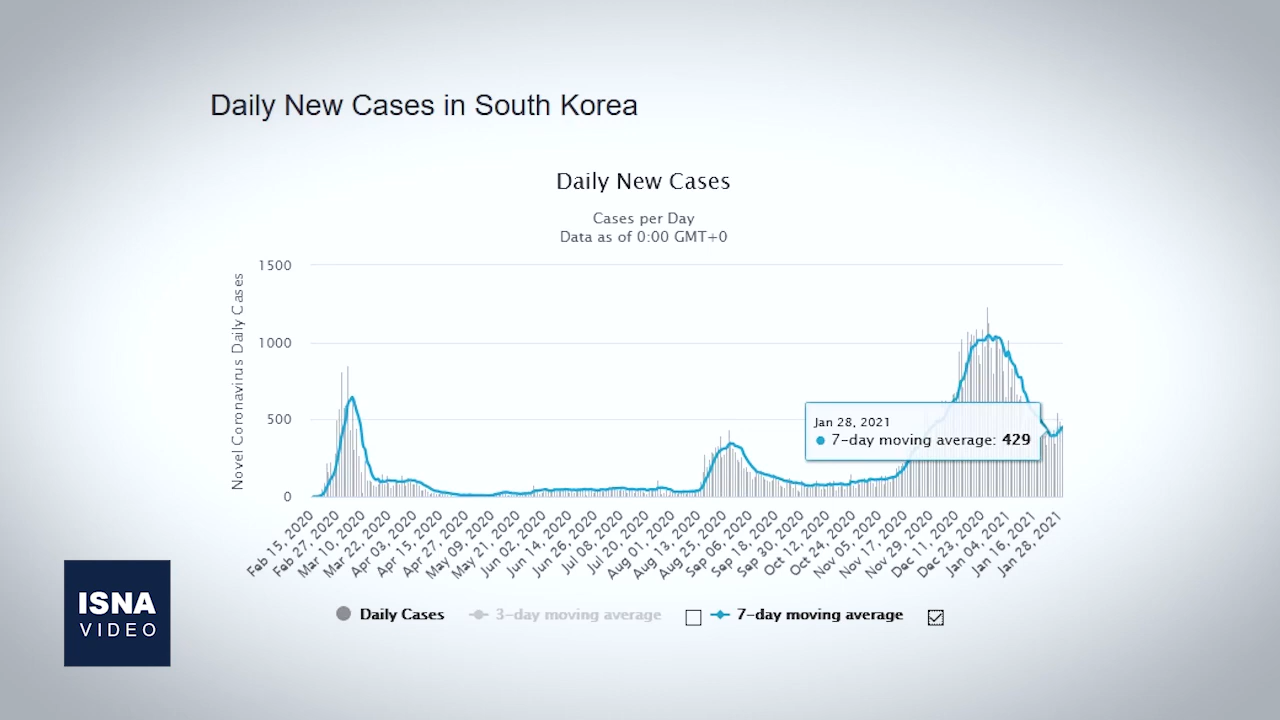 Daily New Cases in South Korea
Daily New Cases
Cases per Day
Data as of 0:00 GMT+0
Novel Coronavirus Daily Cases
1500
1000
500
0
Jan 28, 2021
7-day moving average: 429
Feb 15, 2020
Feb 27, 2020
Mar 10, 2020
Mar 22, 2020
Apr 03, 2020
Apr 15, 2020
Apr 27, 2020
May 09, 2020
May 21, 2020
Jun 02, 2020
Jun 14, 2020
Jun 26, 2020
Jul 08, 2020
Jul 20, 2020
Aug 01, 2020
Aug 13, 2020
Aug 25, 2020
Sep 06, 2020
Sep 18, 2020
Sep 30, 2020
Oct 12, 2020
Oct 24, 2020
Nov 05, 2020
Nov 17, 2020
Nov 29, 2020
Dec 11, 2020
Dec 23, 2020
Jan 04, 2021
Jan 16, 2021
Jan 28, 2021
Daily Cases
3-day moving average
7-day moving average
ISNA
VIDEO